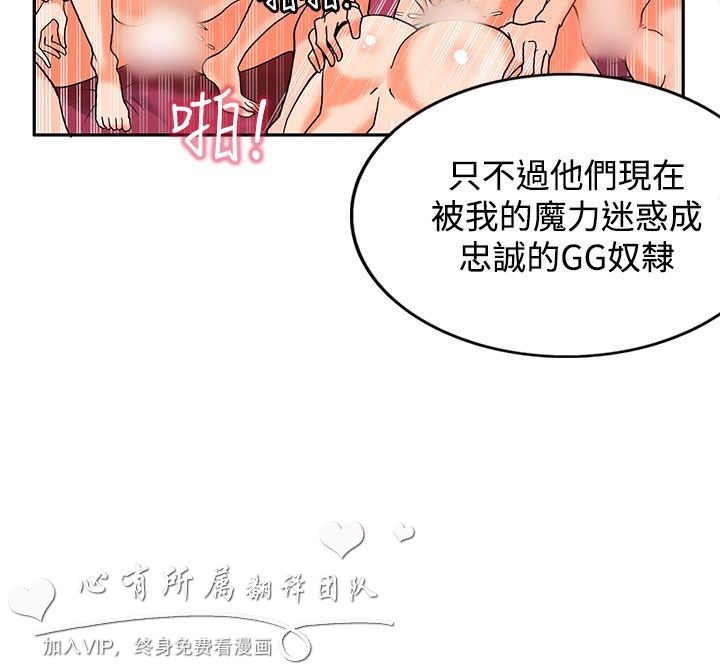 啪啪!
啪!
只不過他們現在
被我的魔力迷惑成
忠誠的GG奴隸
心有所属翻译团队
加入VIP，终身免费看漫画